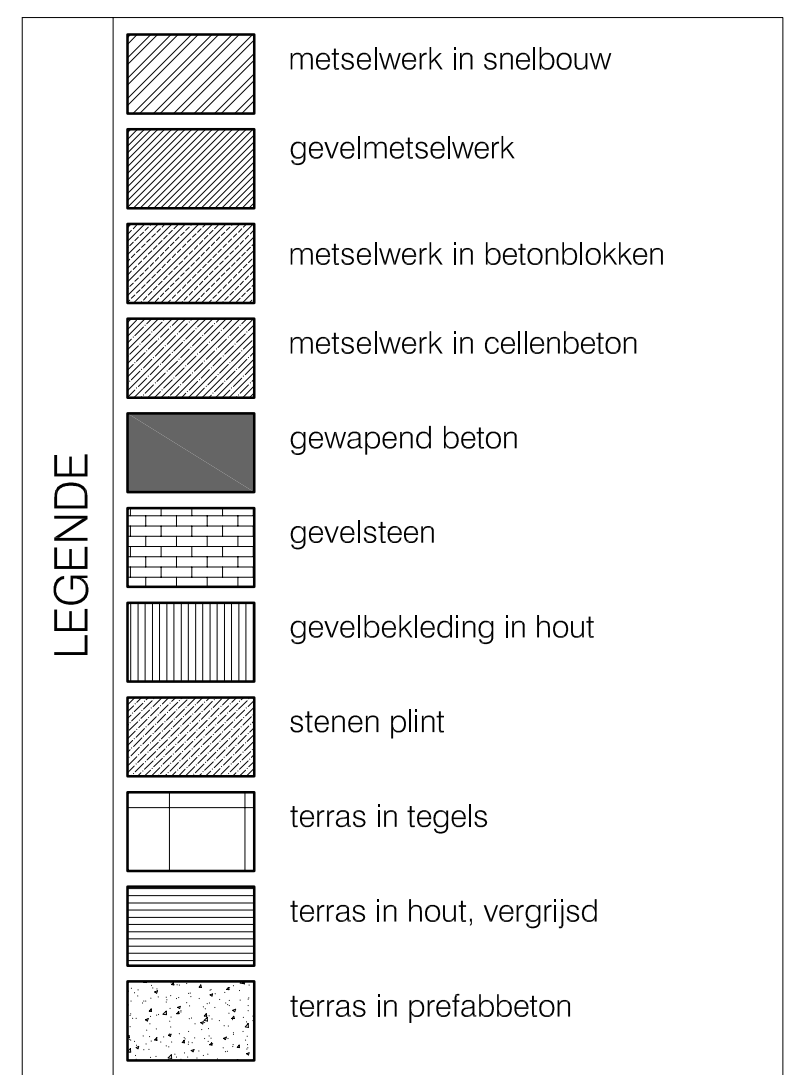 LEGENDE
metselwerk in snelbouw
gevelmetselwerk
metselwerk in betonblokken
metselwerk in cellenbeton
gewapend beton
gevelsteen
gevelbekleding in hout
stenen plint
terras in tegels
terras in hout, vergrijsd
terras in prefabbeton